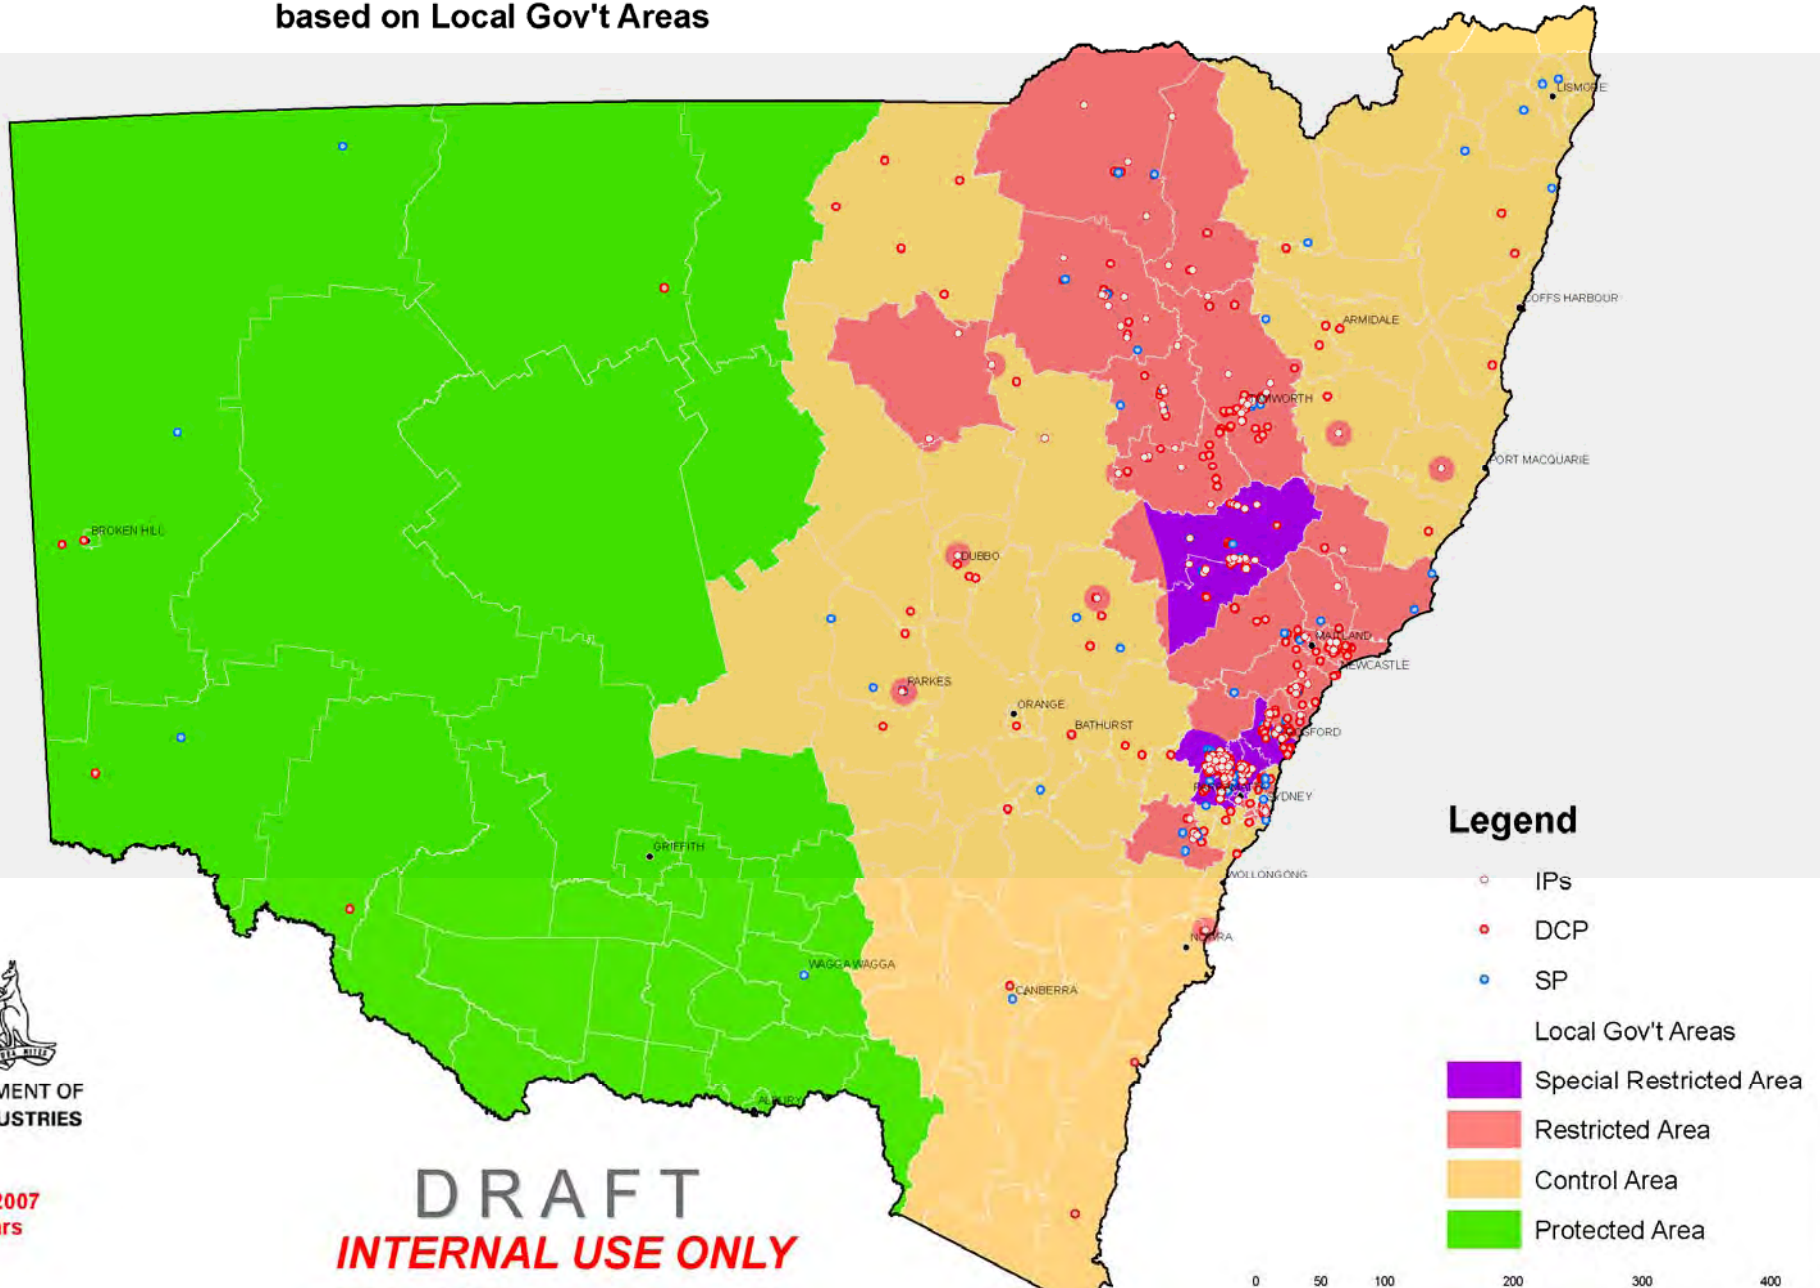 based on Local Gov't Areas
LISMORE
COFFS HARBOUR
ARMIDALE
TAMWORTH
PORT MACQUARIE
BROKEN HILL
DUBBO
MAITLAND
NEWCASTLE
PARKES
ORANGE
BATHURST
GOSFORD
SYDNEY
GRIFFITH
WOLLONGONG
NOWRA
WAGGA WAGGA
CANBERRA
ALBURY
MENT OF
USTRIES
2007
rs
DRAFT
INTERNAL USE ONLY
Legend
IPs
DCP
SP
Local Gov't Areas
Special Restricted Area
Restricted Area
Control Area
Protected Area
0 50 100 200 300 400